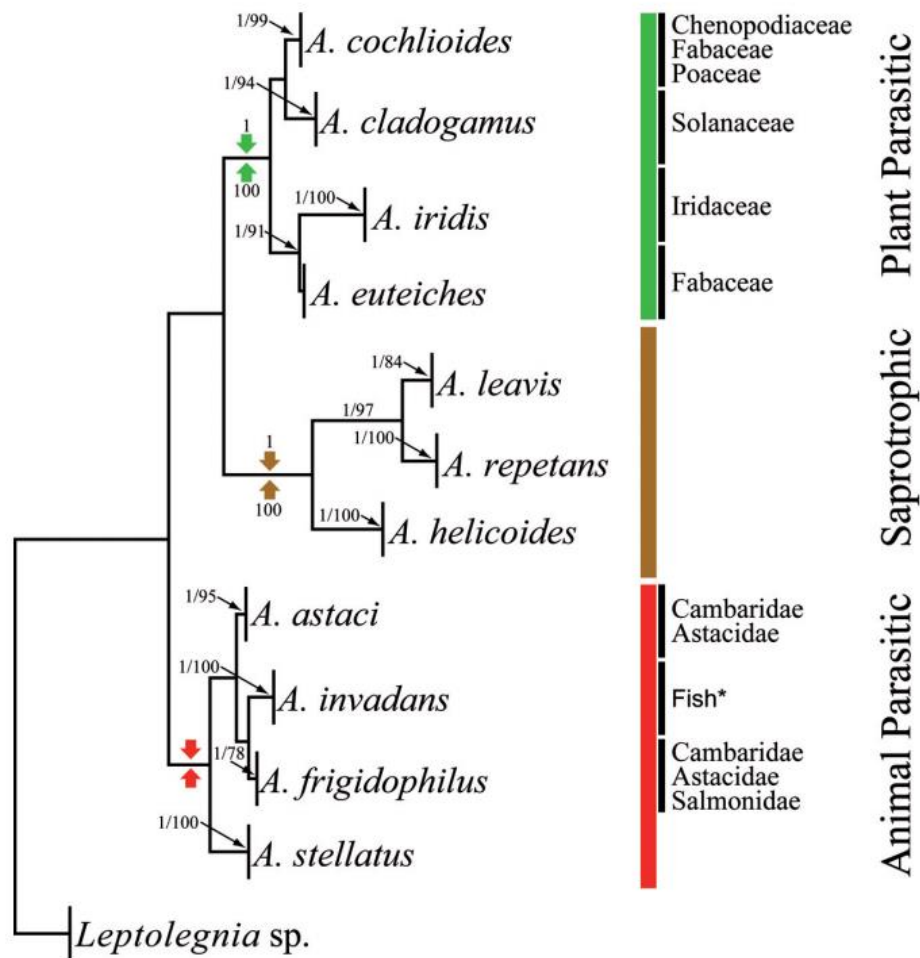 1/99
A. cochlioides
1/94
A. cladogamus
1
100
1/100
A. iridis
1/91
A. euteiches
1/84
A. leavis
1/97
1/100
A. repetans
1
100
1/100
A. helicoides
1/95
A. astaci
1/100
A. invadans
1/78
A. frigidophilus
1/100
A. stellatus
Leptolegnia sp.
Chenopodiaceae
Fabaceae
Poaceae
Solanaceae
Iridaceae
Fabaceae
Cambaridae
Astacidae
Fish*
Cambaridae
Astacidae
Salmonidae
Plant Parasitic
Saprotrophic
Animal Parasitic